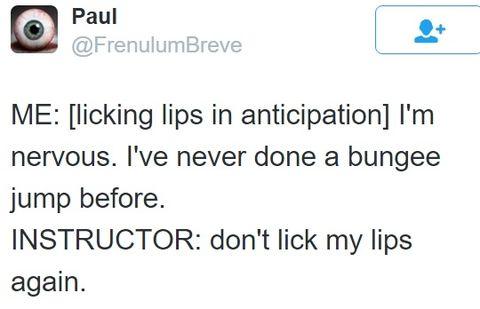 Paul
@FrenulumBreve
ME: [licking lips in anticipation] I'm
nervous. I've never done a bungee
jump before.
INSTRUCTOR: don't lick my lips
again.